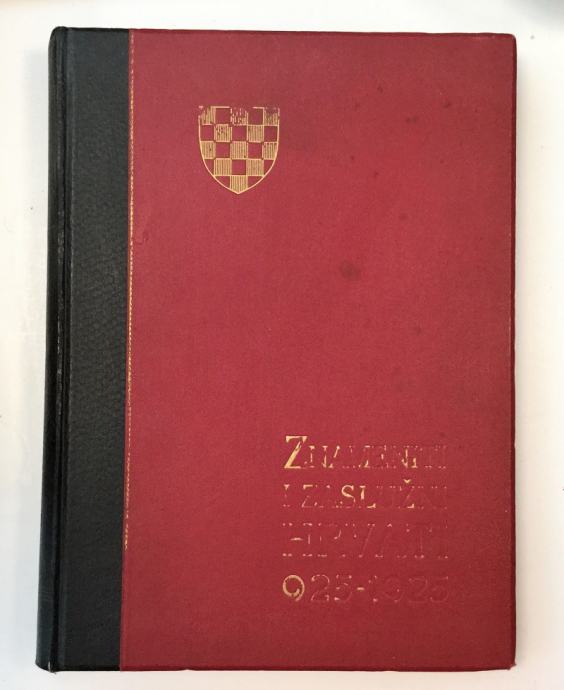 ZNAMENITI
I ZASLUŽNI
HRVATI
925-1925